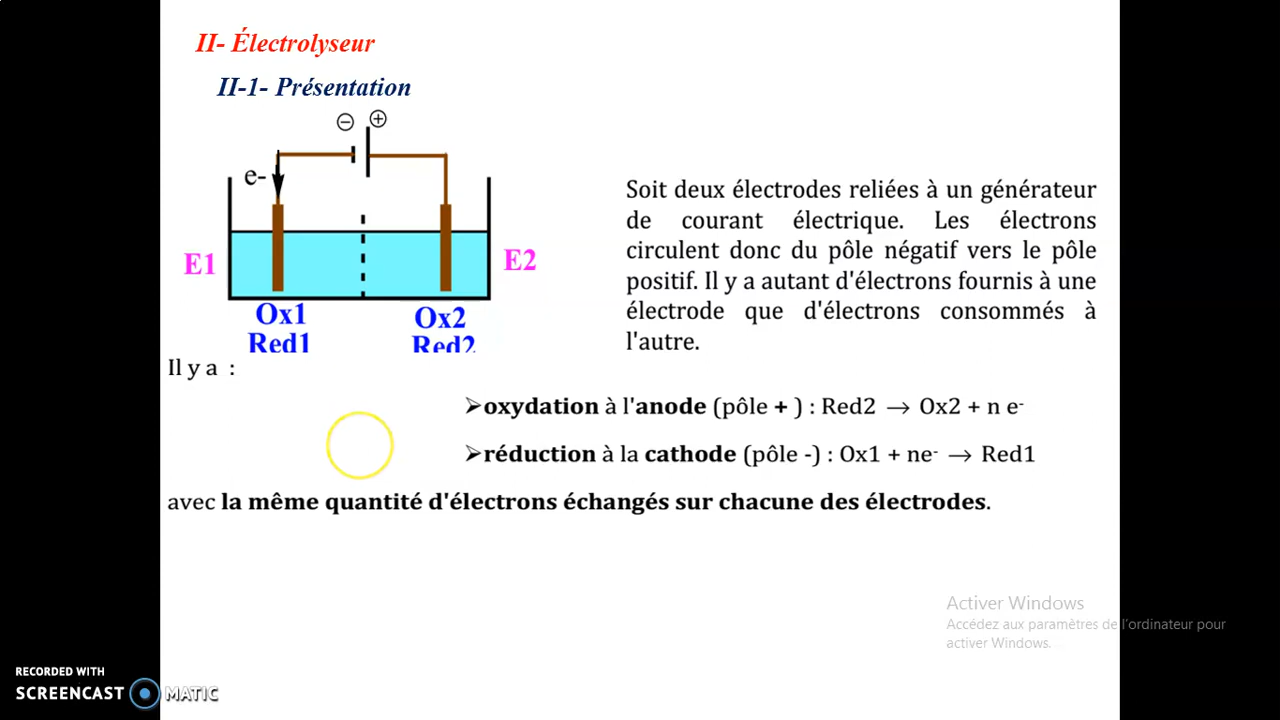 II- Électrolyseur
II-1- Présentation
⊖ ⊕
e-
E1
E2
Ox1
Red1
Ox2
Red2
Soit deux électrodes reliées à un générateur
de courant électrique. Les électrons
circulent donc du pôle négatif vers le pôle
positif. Il y a autant d'électrons fournis à une
électrode que d'électrons consommés à
l'autre.
Il y a :
➢oxydation à l'anode (pôle + ) : Red2 → Ox2 + n e-
➢réduction à la cathode (pôle -) : Ox1 + ne- → Red1
avec la même quantité d'électrons échangés sur chacune des électrodes.
Activer Windows
Accédez aux paramètres de l'ordinateur pour
activer Windows.
RECORDED WITH
SCREENCAST MATIC